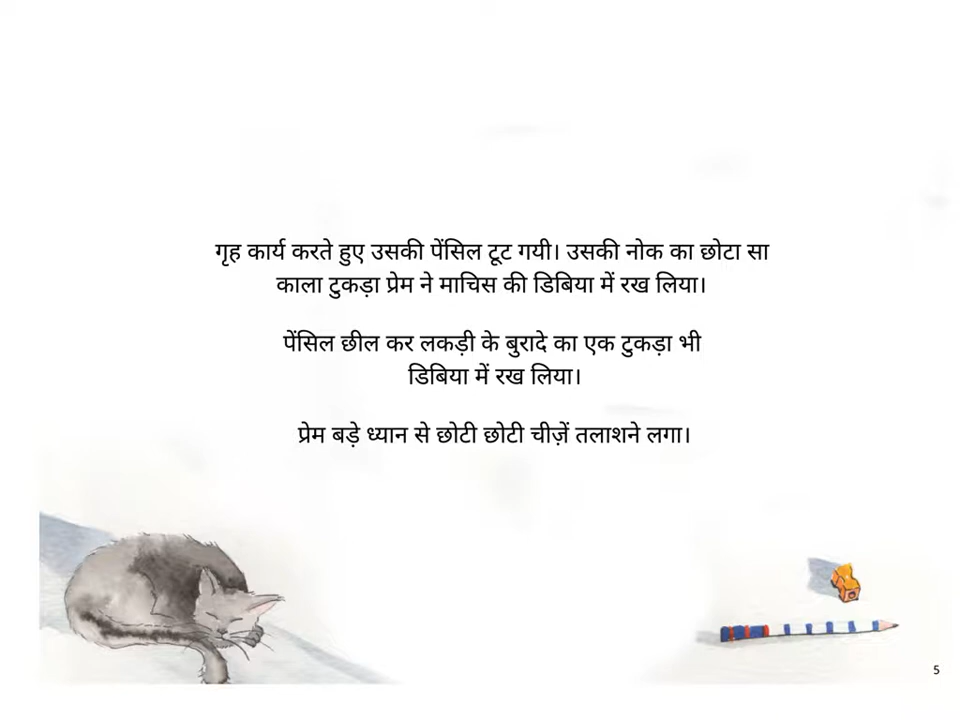 गृह कार्य करते हुए उसकी पेंसिल टूट गयी। उसकी नोक का छोटा सा
काला टुकड़ा प्रेम ने माचिस की डिबिया में रख लिया।
पेंसिल छील कर लकड़ी के बुरादे का एक टुकड़ा भी
डिबिया में रख लिया।
प्रेम बड़े ध्यान से छोटी छोटी चीज़ें तलाशने लगा।
5